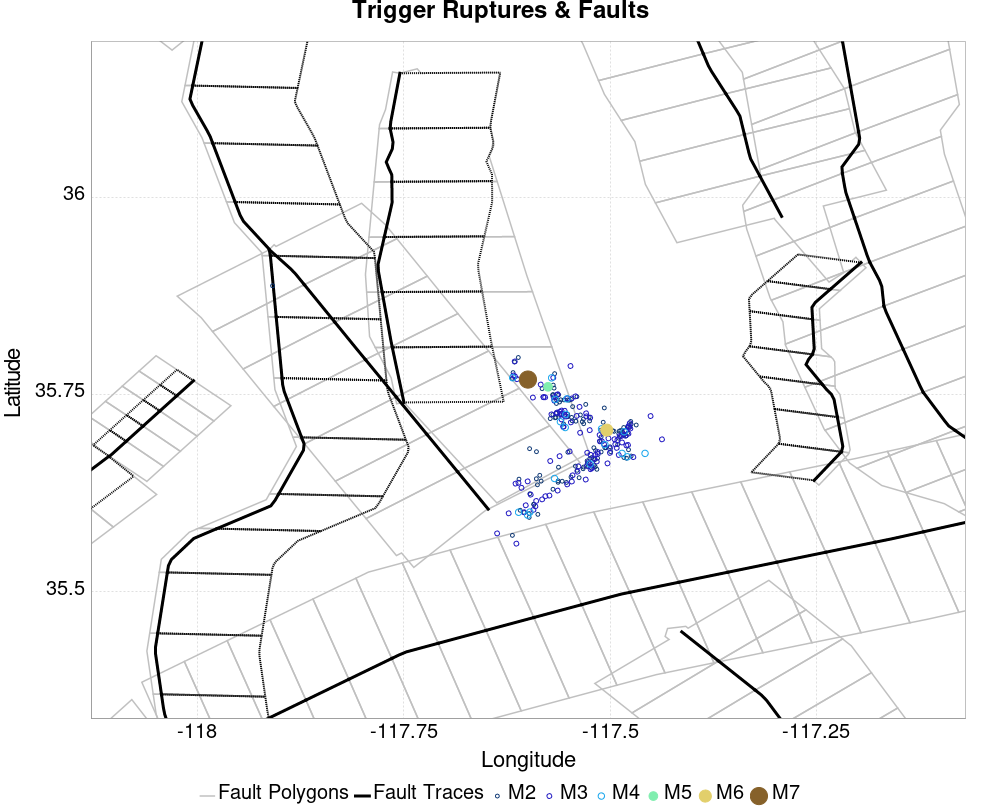 Trigger Ruptures & Faults
36
35.75
35.5
Latitude
-118 -117.75 -117.5 -117.25
Longitude
Fault Polygons Fault Traces M2 M3 M4 M5 M6 M7